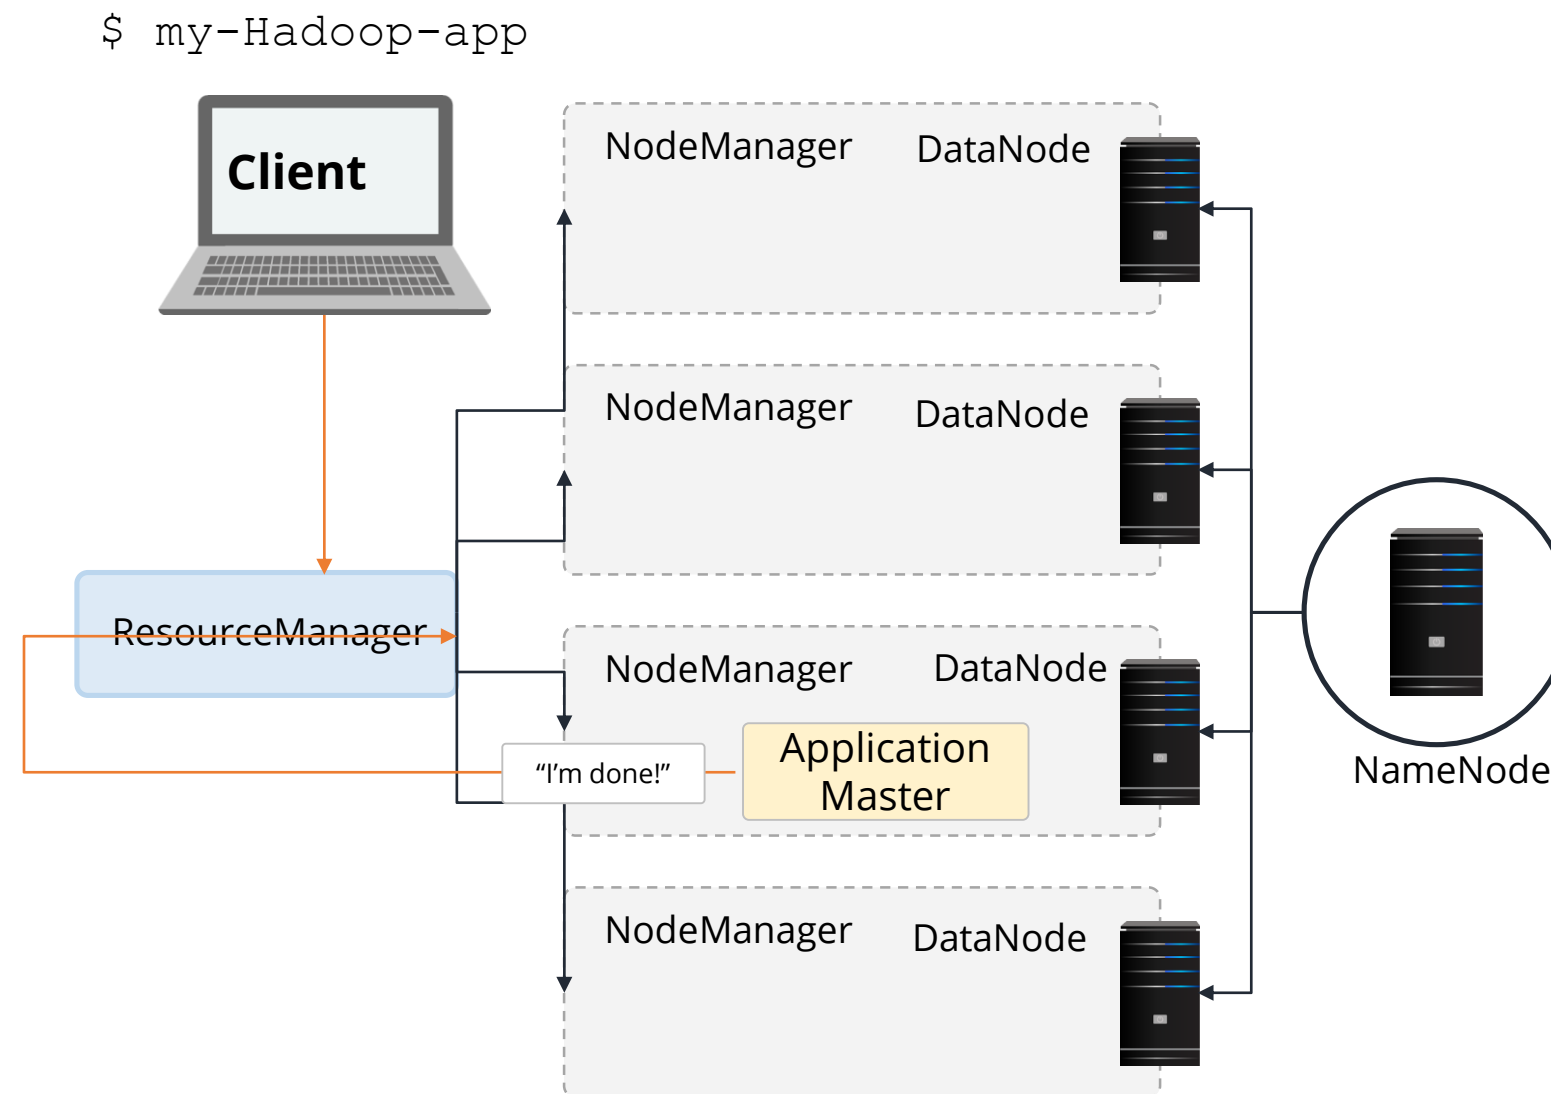 $ my-Hadoop-app
Client
NodeManager
DataNode
NodeManager
DataNode
ResourceManager
NodeManager
DataNode
“I’m done!”
Application
Master
NameNode
NodeManager
DataNode